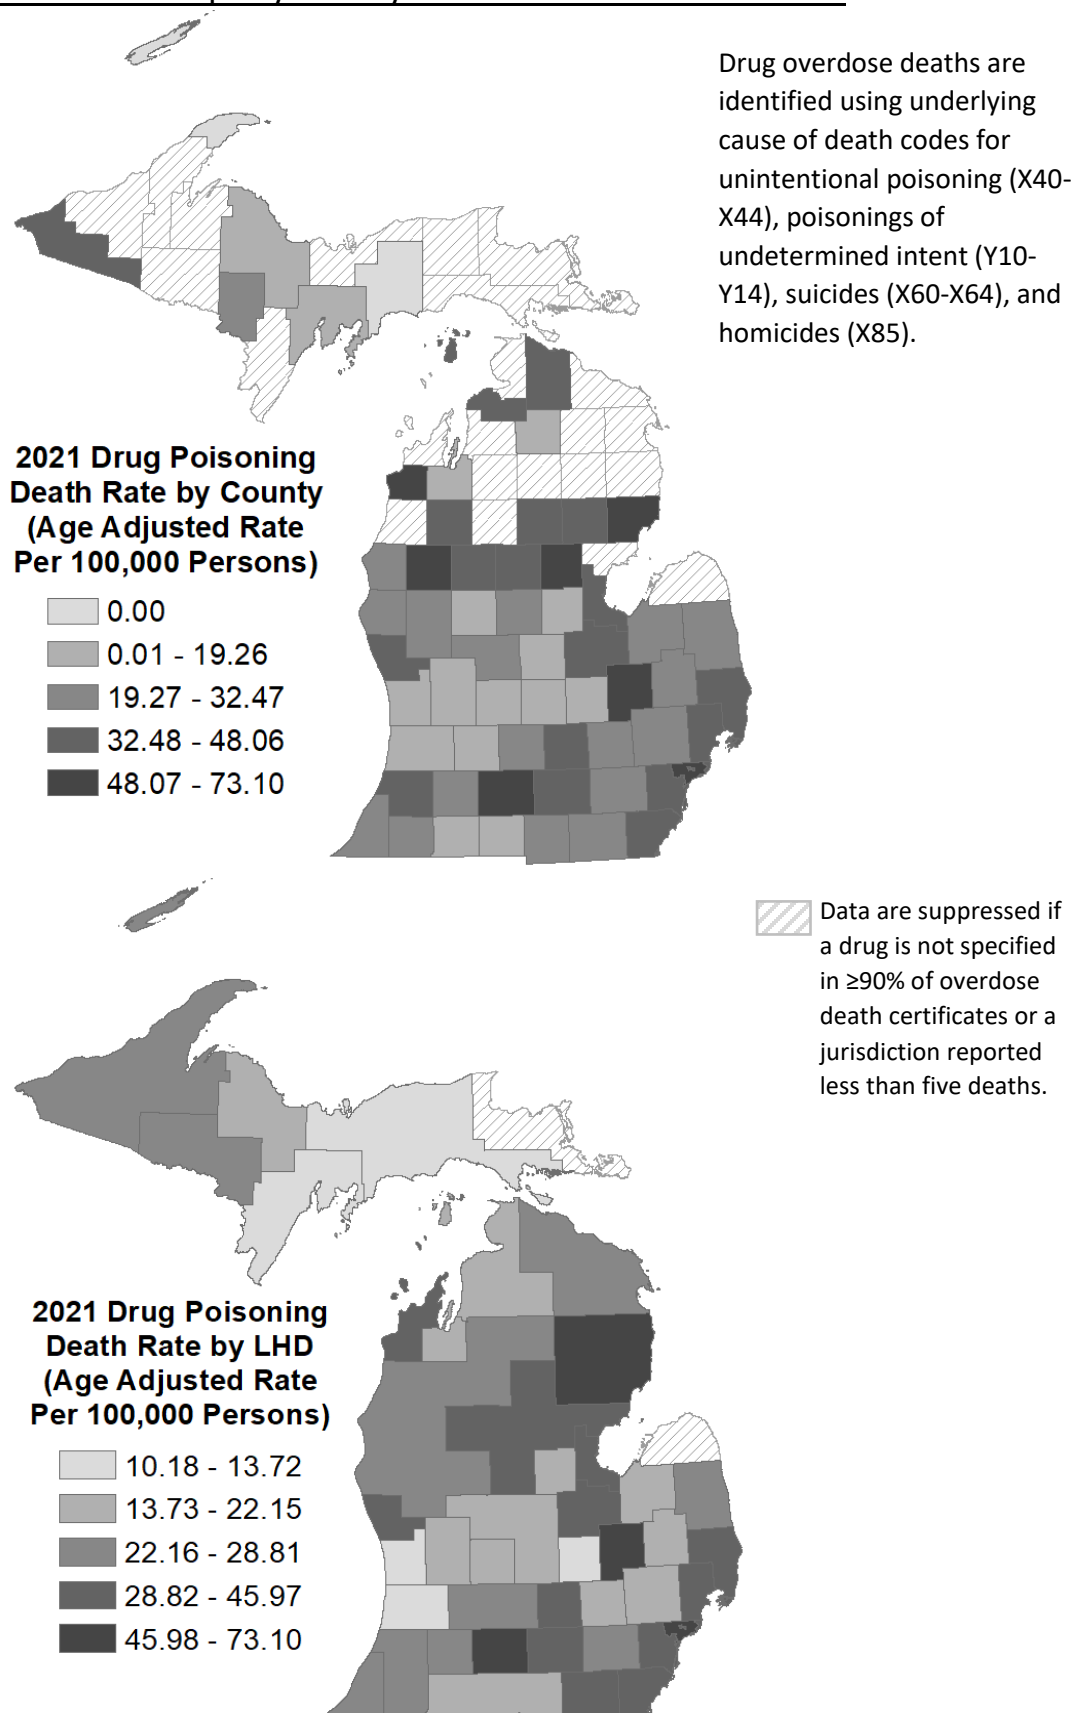 Drug overdose deaths are
identified using underlying
cause of death codes for
unintentional poisoning (X40-
X44), poisonings of
undetermined intent (Y10-
Y14), suicides (X60-X64), and
homicides (X85).
2021 Drug Poisoning
Death Rate by County
(Age Adjusted Rate
Per 100,000 Persons)
0.00
0.01 - 19.26
19.27 - 32.47
32.48 - 48.06
48.07 - 73.10
Data are suppressed if
a drug is not specified
in ≥90% of overdose
death certificates or a
jurisdiction reported
less than five deaths.
2021 Drug Poisoning
Death Rate by LHD
(Age Adjusted Rate
Per 100,000 Persons)
10.18 - 13.72
13.73 - 22.15
22.16 - 28.81
28.82 - 45.97
45.98 - 73.10